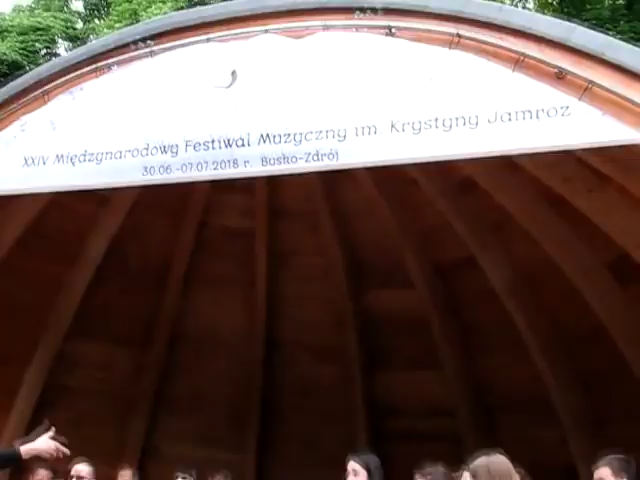 XXIV Międzynarodowy Festiwal Muzyczny im. Krystyny Jamroz
30.06.-07.07.2018 r. Busko-Zdrój